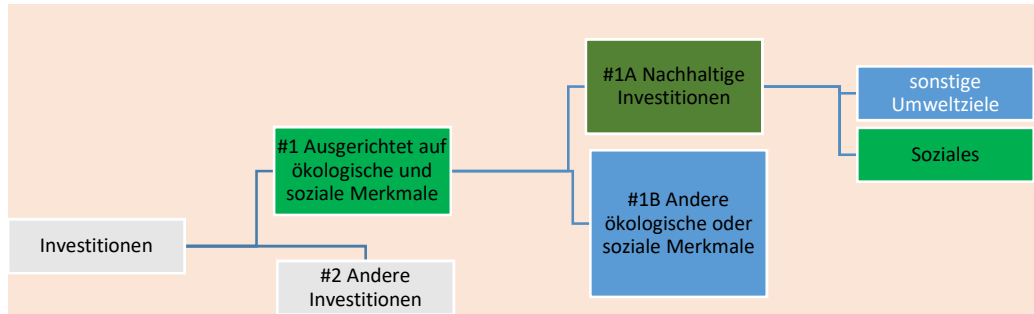 Investitionen
#1 Ausgerichtet auf
ökologische und
soziale Merkmale
#2 Andere
Investitionen
#1A Nachhaltige
Investitionen
#1B Andere
ökologische oder
soziale Merkmale
sonstige
Umweltziele
Soziales